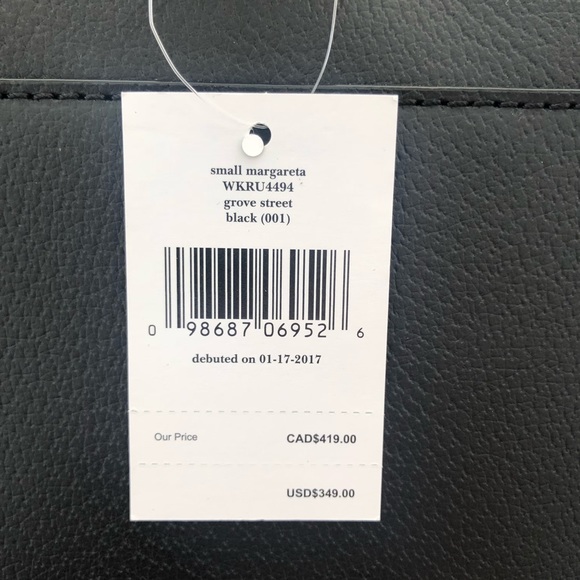 small margareta
WKRU4494
grove street
black (001)
0 98687 06952 6
debuted on 01-17-2017
Our Price CAD$419.00
USD$349.00